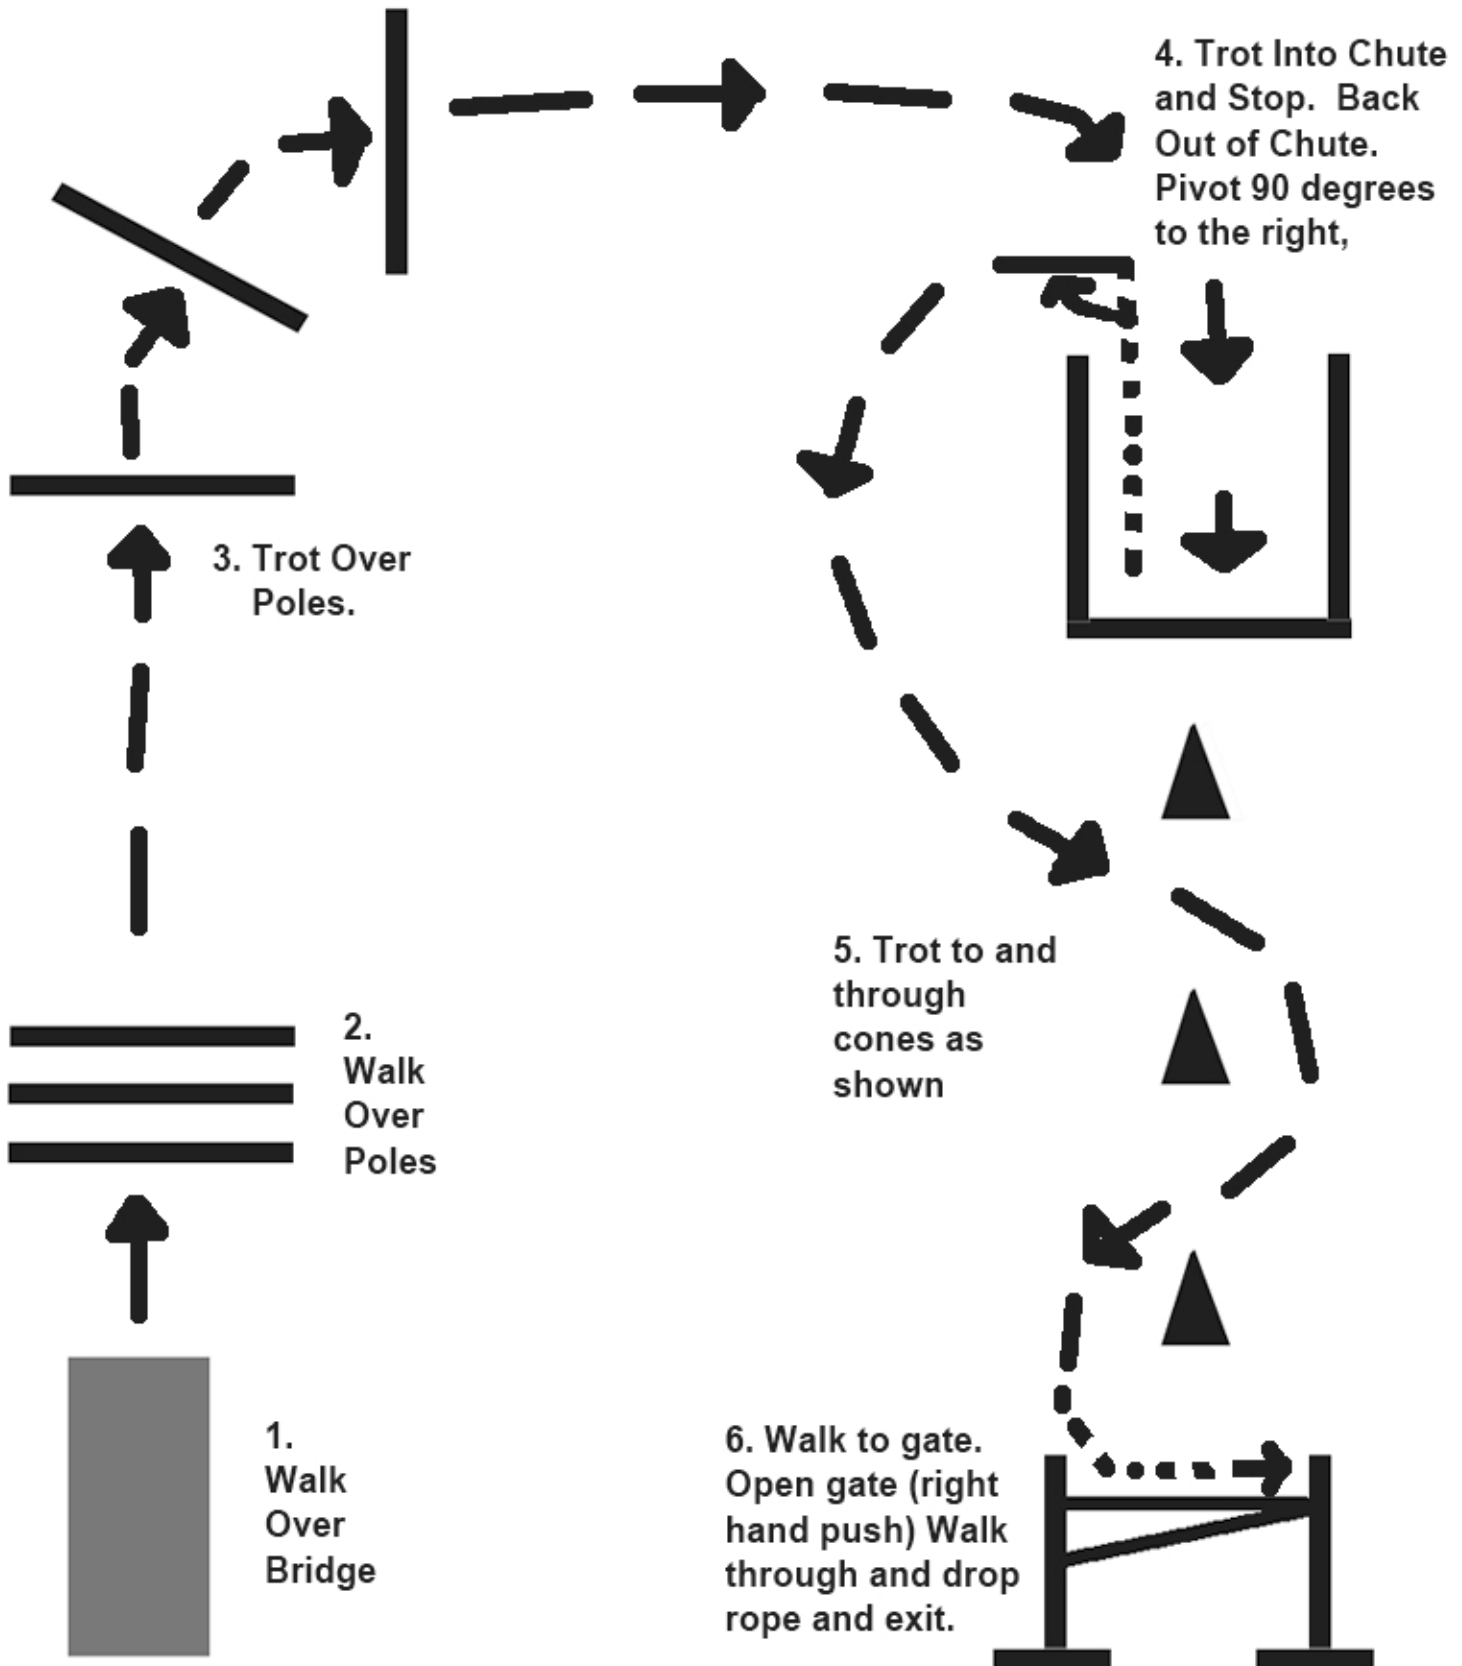 4. Trot Into Chute
and Stop.  Back
Out of Chute.
Pivot 90 degrees
to the right,
3. Trot Over
Poles.
5. Trot to and
through
cones as
shown
2.
Walk
Over
Poles
1.
Walk
Over
Bridge
6. Walk to gate.
Open gate (right
hand push) Walk
through and drop
rope and exit.